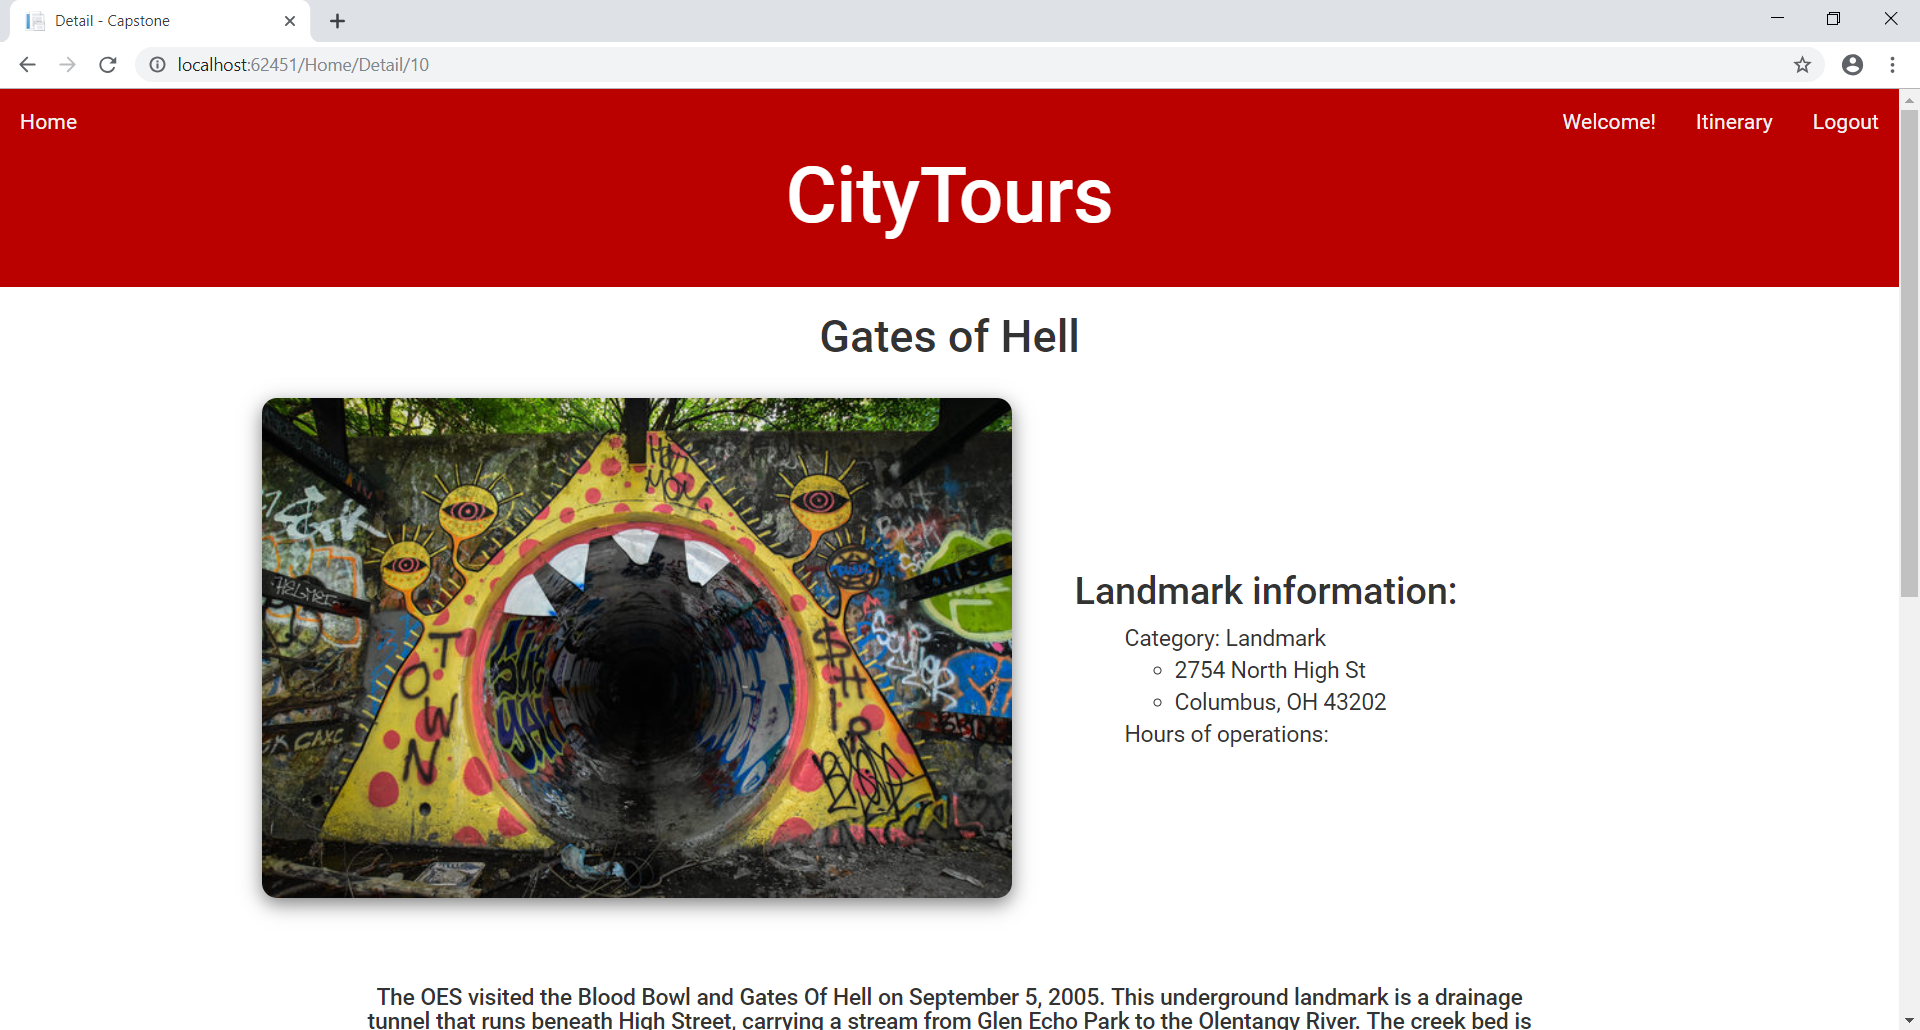 Detail - Capstone
localhost:62451/Home/Detail/10
Home
Welcome!
Itinerary
Logout
CityTours
Gates of Hell
TOWN
$HIP
Landmark information:
Category: Landmark
2754 North High St
Columbus, OH 43202
Hours of operations:
The OES visited the Blood Bowl and Gates Of Hell on September 5, 2005. This underground landmark is a drainage
tunnel that runs beneath High Street, carrying a stream from Glen Echo Park to the Olentangy River. The creek bed is